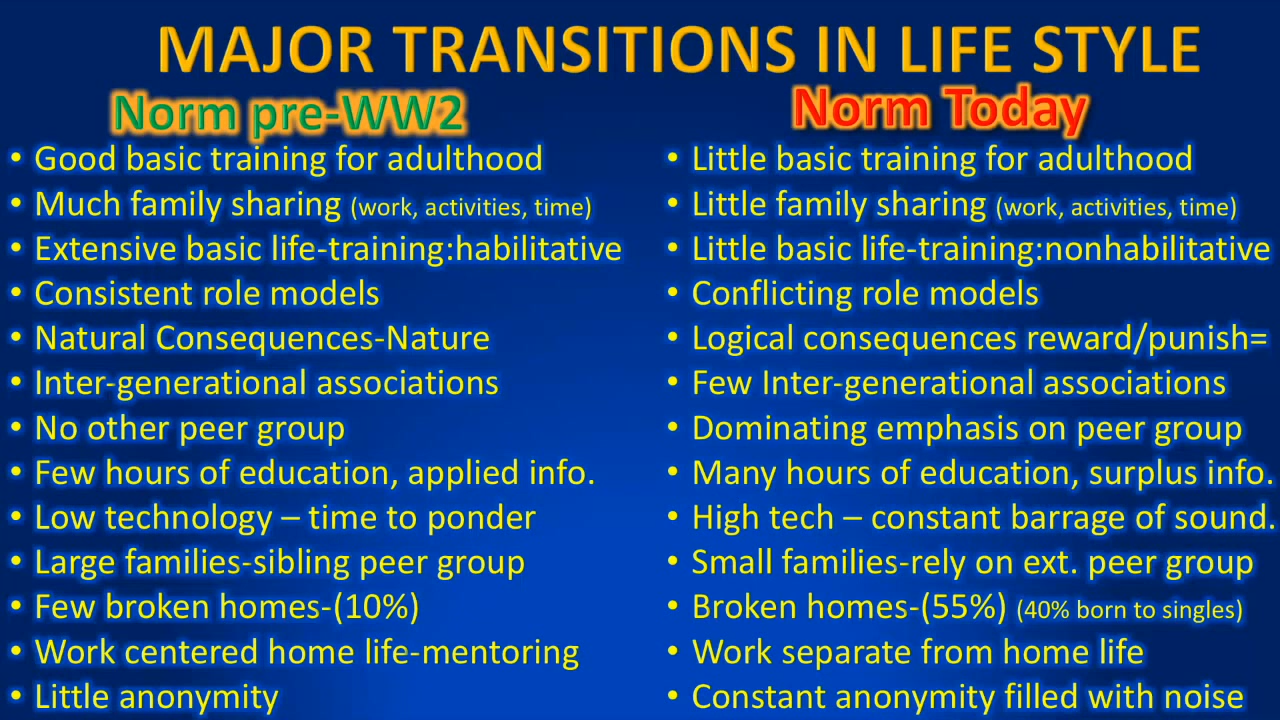 MAJOR TRANSITIONS IN LIFE STYLE
Norm pre-WW2
• Good basic training for adulthood
• Much family sharing (work, activities, time)
• Extensive basic life-training:habilitative
• Consistent role models
• Natural Consequences-Nature
• Inter-generational associations
• No other peer group
• Few hours of education, applied info.
• Low technology – time to ponder
• Large families-sibling peer group
• Few broken homes-(10%)
• Work centered home life-mentoring
• Little anonymity
Norm Today
• Little basic training for adulthood
• Little family sharing (work, activities, time)
• Little basic life-training:nonhabilitative
• Conflicting role models
• Logical consequences reward/punish=
• Few Inter-generational associations
• Dominating emphasis on peer group
• Many hours of education, surplus info.
• High tech – constant barrage of sound.
• Small families-rely on ext. peer group
• Broken homes-(55%) (40% born to singles)
• Work separate from home life
• Constant anonymity filled with noise